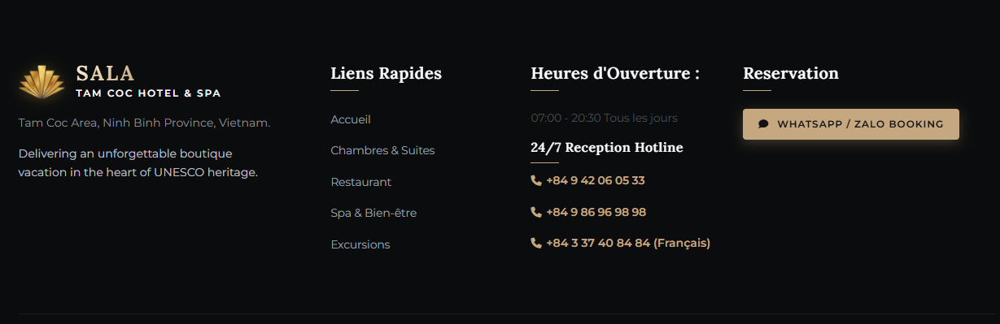 SALA
TAM COC HOTEL & SPA
Tam Coc Area, Ninh Binh Province, Vietnam.
Delivering an unforgettable boutique
vacation in the heart of UNESCO heritage.
Liens Rapides
Accueil
Chambres & Suites
Restaurant
Spa & Bien-être
Excursions
Heures d'Ouverture :
07:00 - 20:30 Tous les jours
24/7 Reception Hotline
+84 9 42 06 05 33
+84 9 86 96 98 98
+84 3 37 40 84 84 (Français)
Reservation
WHATSAPP / ZALO BOOKING